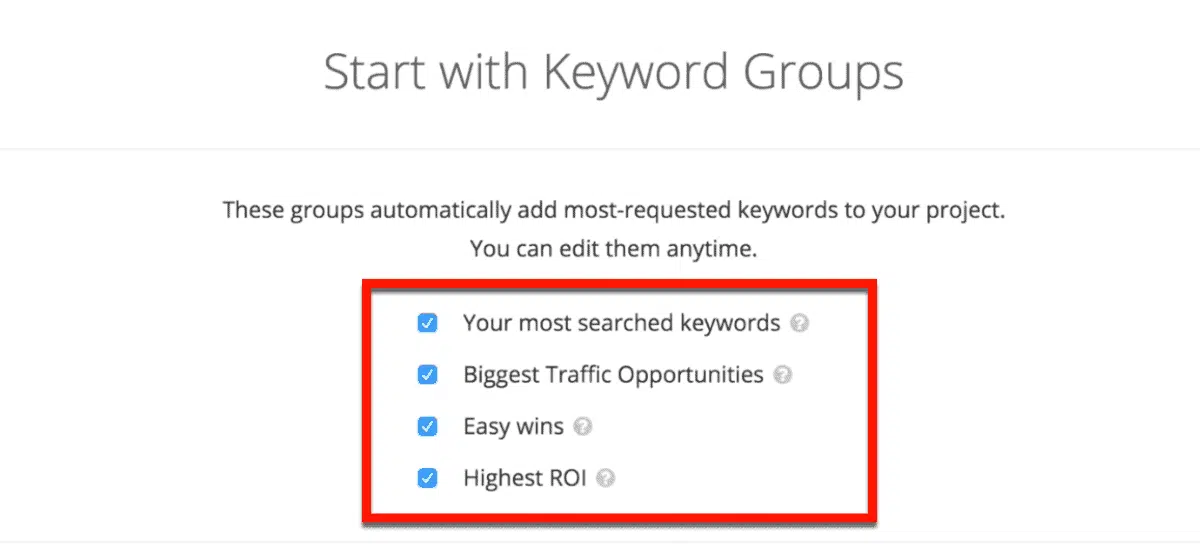 Start with Keyword Groups
These groups automatically add most-requested keywords to your project.
You can edit them anytime.
Your most searched keywords ?
Biggest Traffic Opportunities ?
Easy wins ?
Highest ROI ?